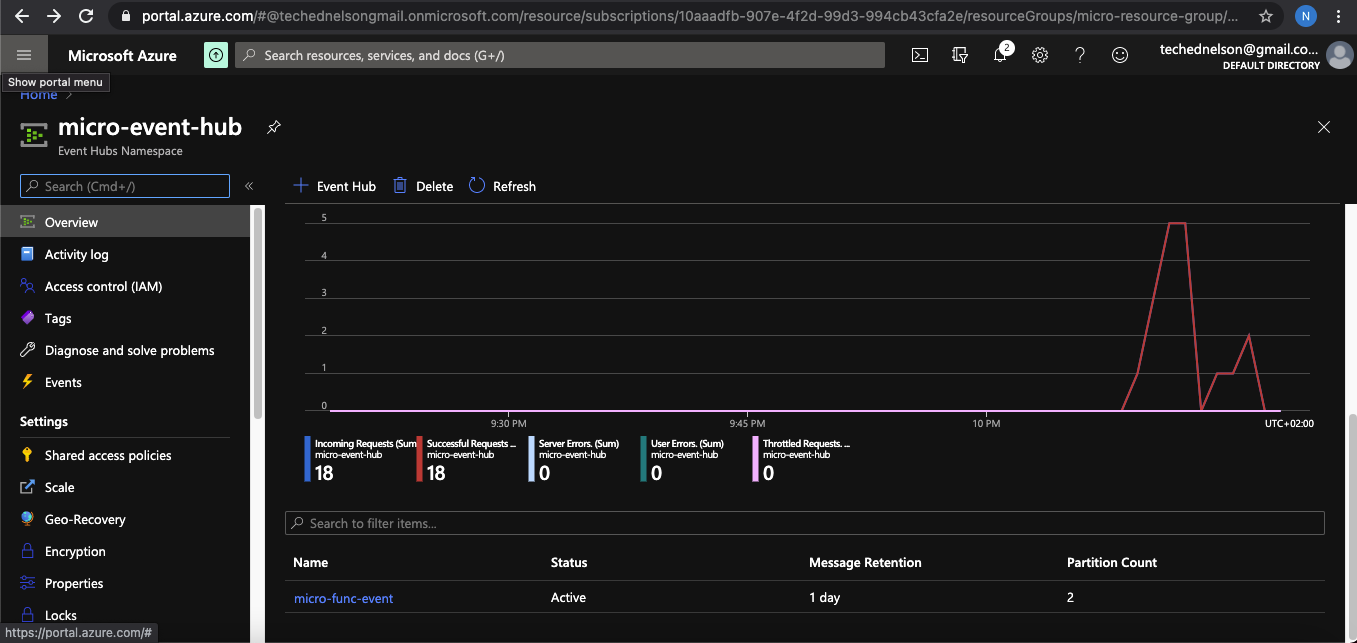 portal.azure.com/#@techednelsongmail.onmicrosoft.com/resource/subscriptions/10aaadfb-907e-4f2d-99d3-994cb43cfa2e/resourceGroups/micro-resource-group/...
N
Microsoft Azure
Search resources, services, and docs (G+/)
2
techednelson@gmail.co...
DEFAULT DIRECTORY
Show portal menu
Home >
micro-event-hub
Event Hubs Namespace
Search (Cmd+/)
«
Event Hub
Delete
Refresh
Overview
Activity log
Access control (IAM)
Tags
Diagnose and solve problems
Events
Settings
Shared access policies
Scale
Geo-Recovery
Encryption
Properties
Locks
https://portal.azure.com/#
5
4
3
2
1
0
9:30 PM
9:45 PM
10 PM
UTC+02:00
Incoming Requests (Sum
micro-event-hub
18
Successful Requests ...
micro-event-hub
18
Server Errors. (Sum)
micro-event-hub
0
User Errors. (Sum)
micro-event-hub
0
Throttled Requests. ...
micro-event-hub
0
Search to filter items...
Name Status Message Retention Partition Count
micro-func-event Active 1 day 2